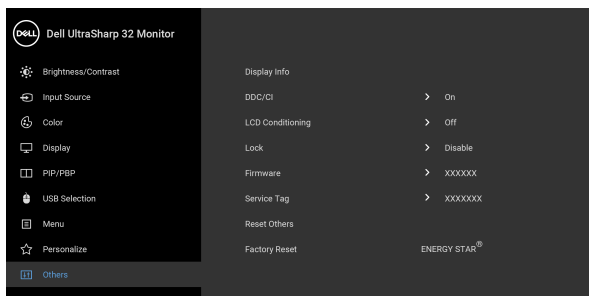 DELL Dell UltraSharp 32 Monitor
Brightness/Contrast Display Info
Input Source DDC/CI > On
Color LCD Conditioning > Off
Display Lock > Disable
PIP/PBP Firmware > XXXXXX
USB Selection Service Tag > XXXXXXX
Menu Reset Others
Personalize Factory Reset ENERGY STAR®
Others